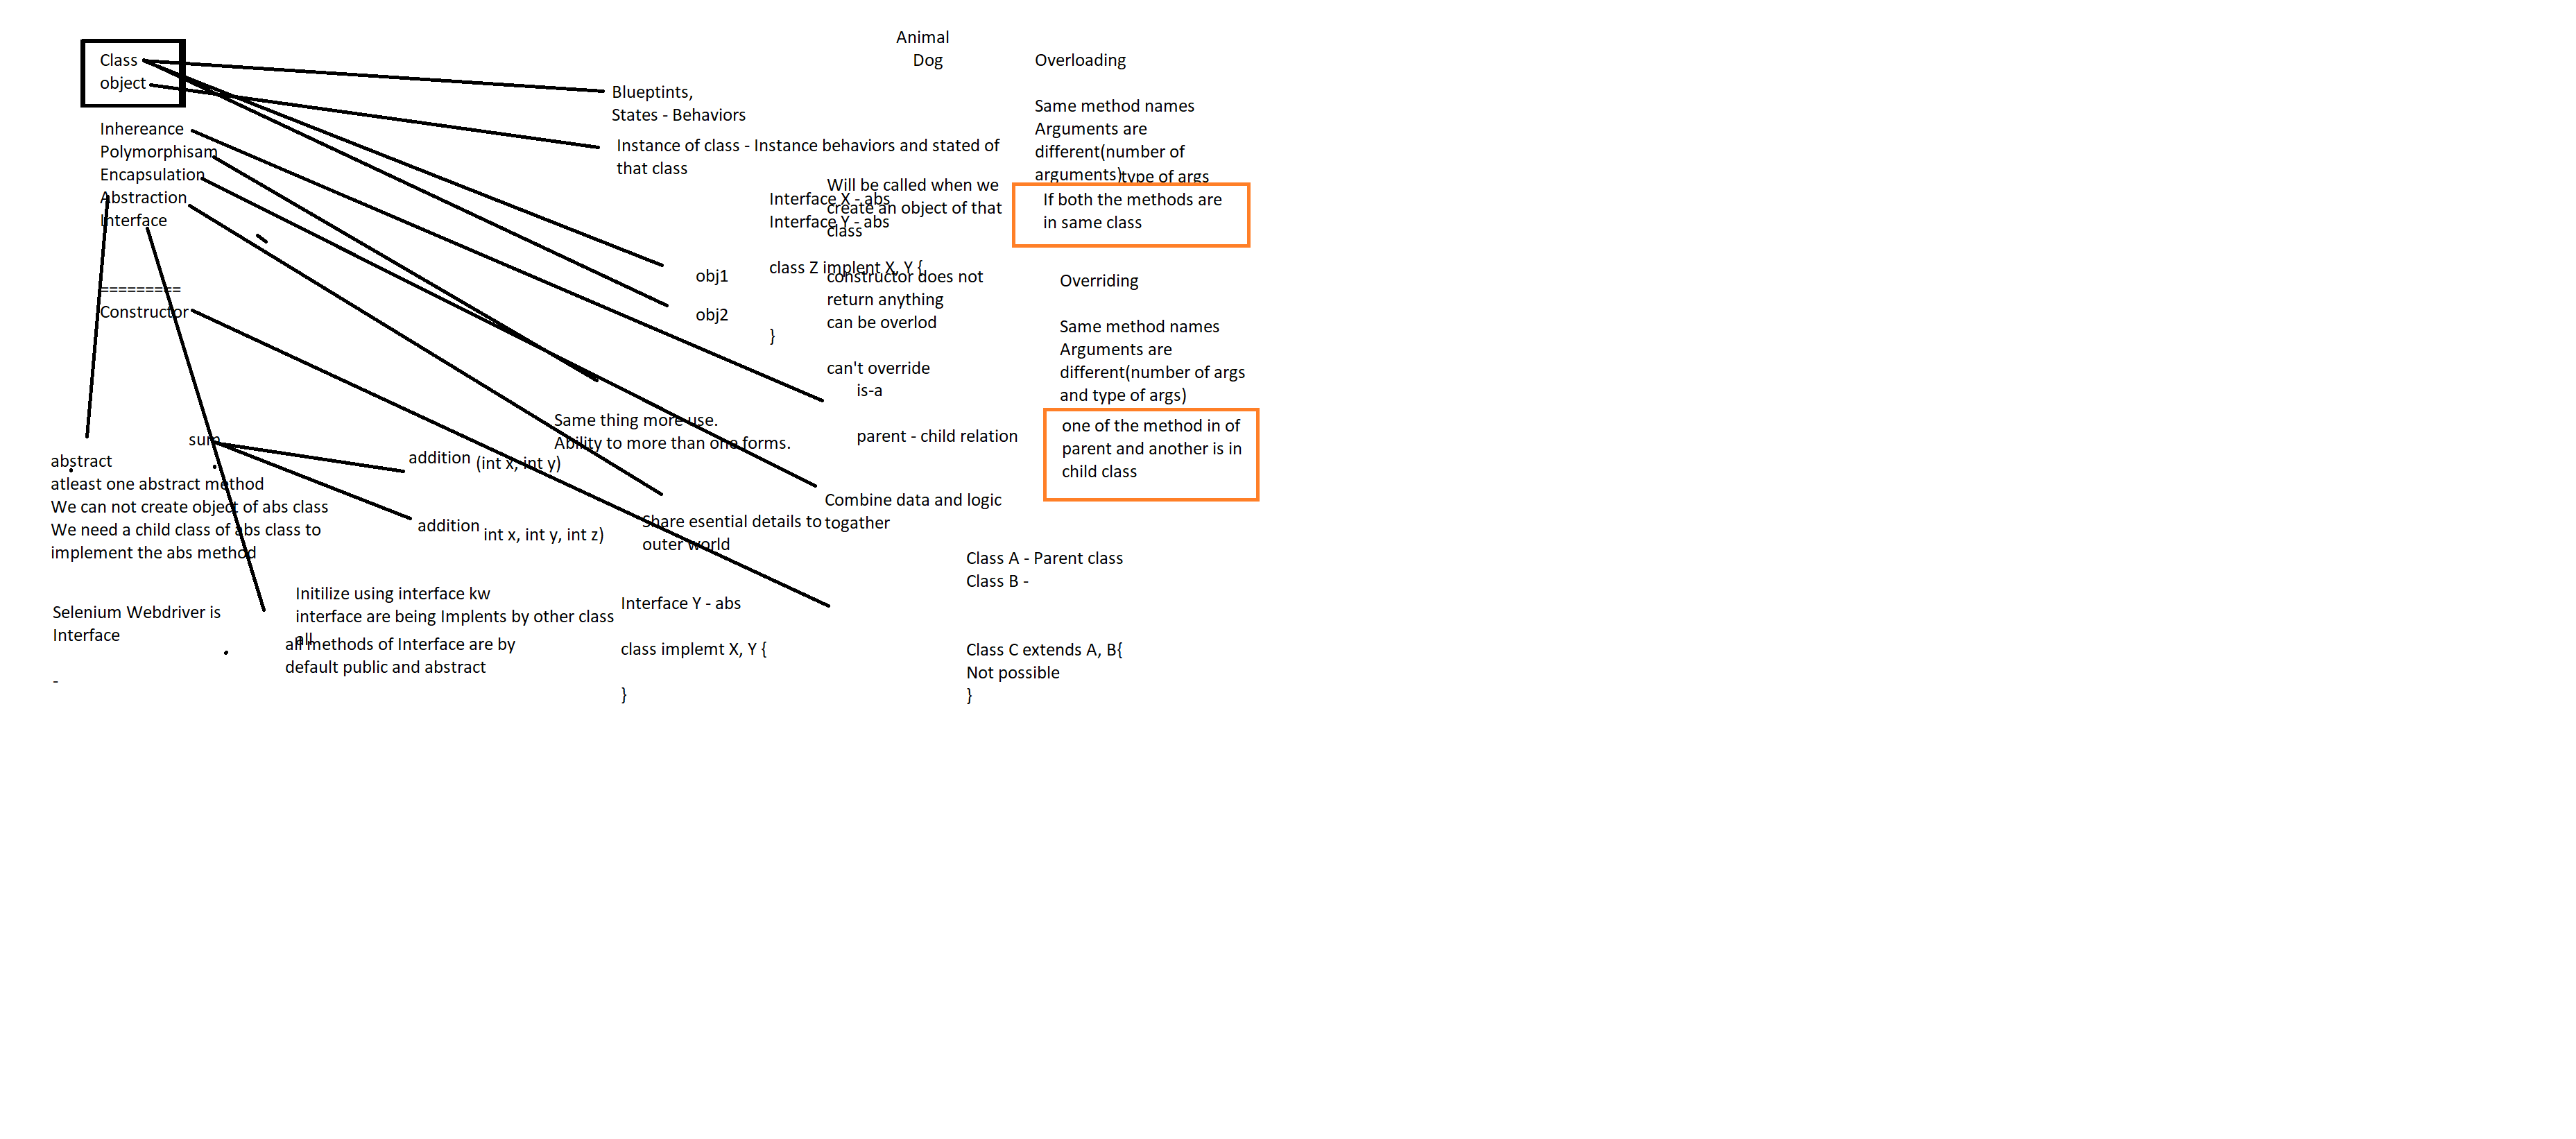 Class
object
Inhereance
Polymorphisam
Encapsulation
Abstraction
Interface
=========
Constructor
Blueptints,
States - Behaviors
Instance of class - Instance behaviors and stated of
that class
Animal
Dog
Interface X - abs
Interface Y - abs
class Z implent X, Y {
}
Will be called when we
create an object of that
class
constructor does not
return anything
can be overlod
can't override
is-a
parent - child relation
obj1
obj2
Overloading
Same method names
Arguments are
different(number of
arguments)
type of args
If both the methods are
in same class
Overriding
Same method names
Arguments are
different(number of args
and type of args)
one of the method in of
parent and another is in
child class
Same thing more use.
Ability to more than one forms.
sum
addition
(int x, int y)
addition
int x, int y, int z)
Combine data and logic
togather
Share esential details to
outer world
abstract
atleast one abstract method
We can not create object of abs class
We need a child class of abs class to
implement the abs method
Selenium Webdriver is
Interface
-
Initilize using interface kw
interface are being Implents by other class
all
all methods of Interface are by
default public and abstract
Interface Y - abs
class implemt X, Y {
}
Class A - Parent class
Class B -
Class C extends A, B{
Not possible
}